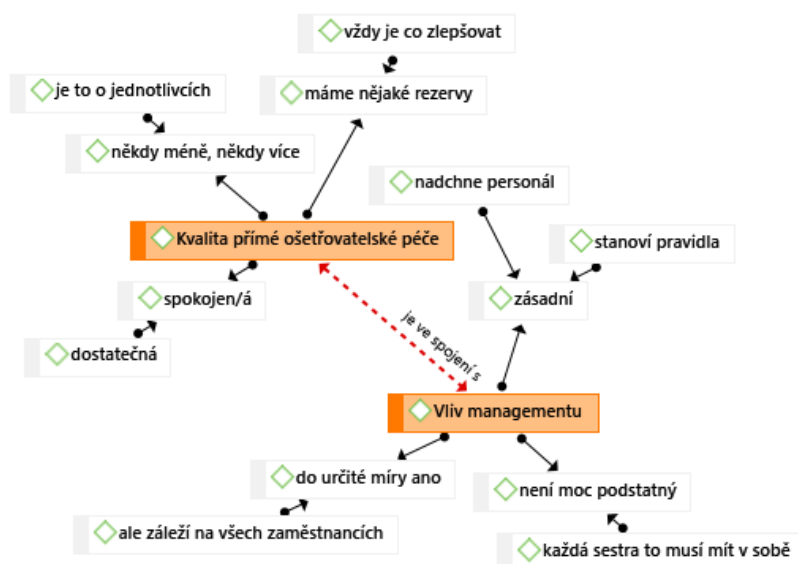 vždy je co zlepšovat
je to o jednotlivcích
máme nějaké rezervy
někdy méně, někdy více
nadchne personál
Kvalita přímé ošetřovatelské péče
stanoví pravidla
spokojen/á
zásadní
je ve spojení s
dostatečná
Vliv managementu
do určité míry ano
není moc podstatný
ale záleží na všech zaměstnancích
každá sestra to musí mít v sobě